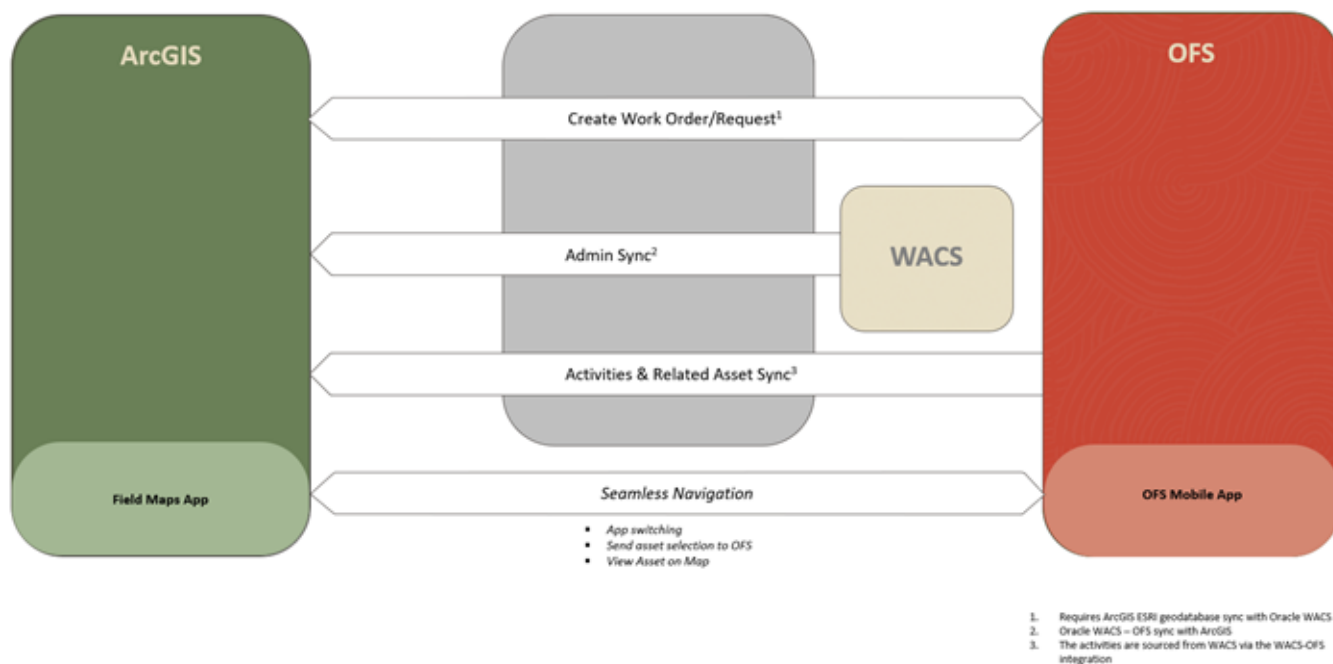 ArcGIS
OFS
Create Work Order/Request¹
Admin Sync²
WACS
Activities & Related Asset Sync³
Field Maps App
Seamless Navigation
OFS Mobile App
▪ App switching
▪ Send asset selection to OFS
▪ View Asset on Map
1. Requires ArcGIS ESRI geodatabase sync with Oracle WACS
2. Oracle WACS – OFS sync with ArcGIS
3. The activities are sourced from WACS via the WACS-OFS
integration